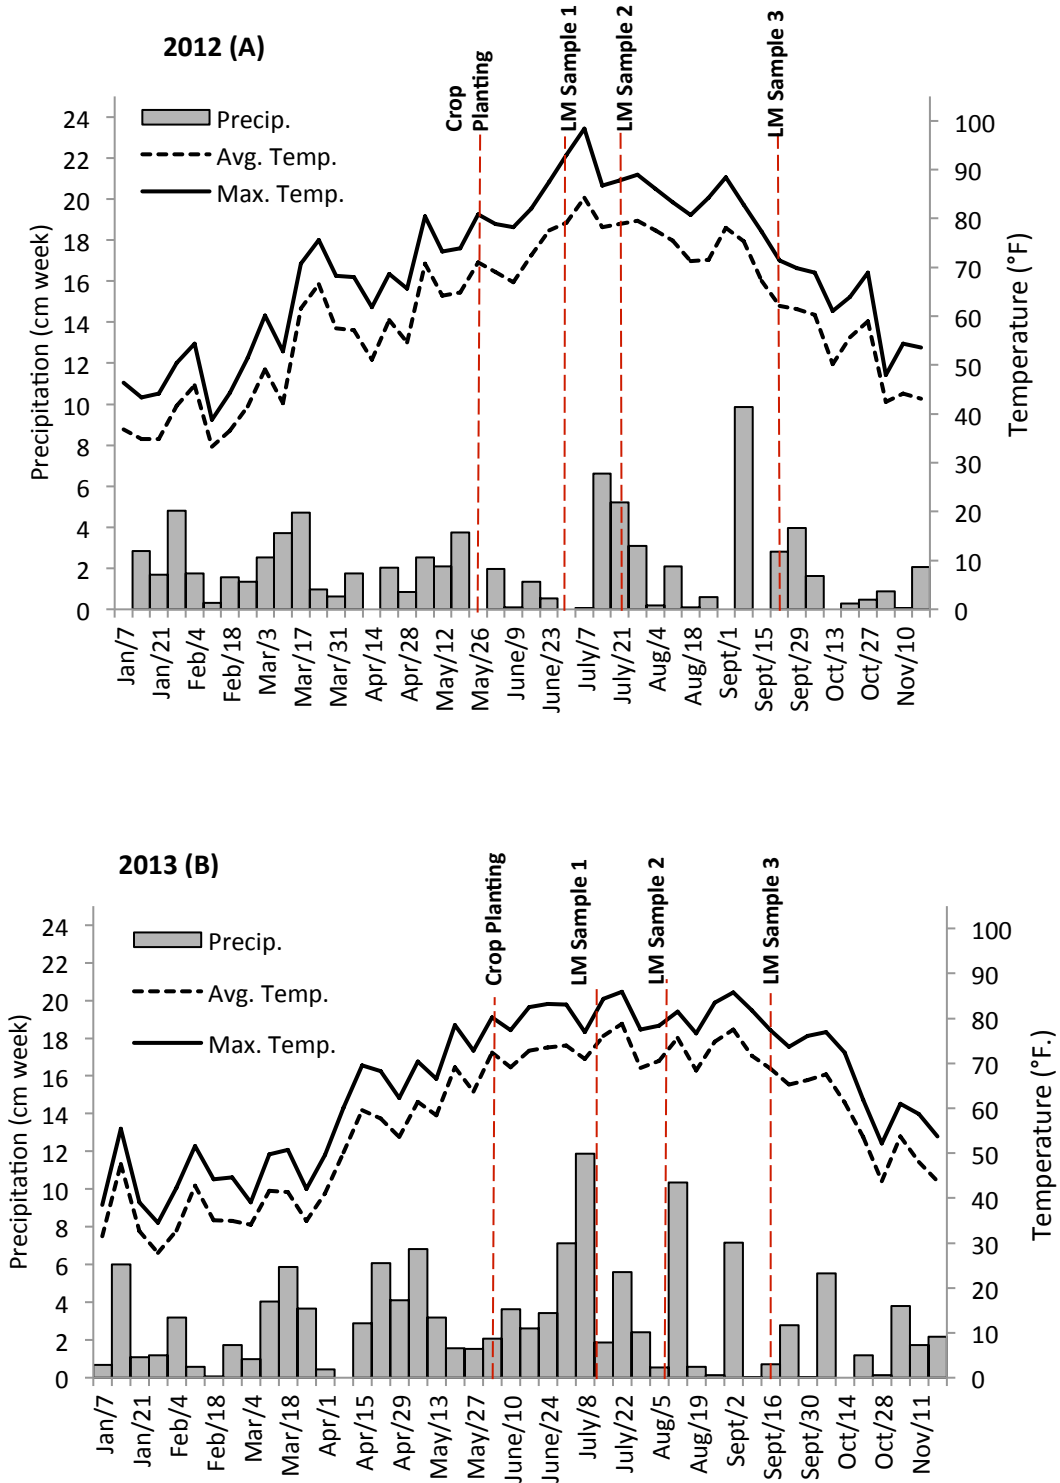 2012 (A)
Precip.
Avg. Temp.
Max. Temp.
Crop
Planting
LM Sample 1
LM Sample 2
LM Sample 3
Precipitation (cm week)
24
22
20
18
16
14
12
10
8
6
4
2
0
100
90
80
70
60
50
40
30
20
10
0
Temperature (°F)
Jan/7
Jan/21
Feb/4
Feb/18
Mar/3
Mar/17
Mar/31
Apr/14
Apr/28
May/12
May/26
June/9
June/23
July/7
July/21
Aug/4
Aug/18
Sept/1
Sept/15
Sept/29
Oct/13
Oct/27
Nov/10
2013 (B)
Precip.
Avg. Temp.
Max. Temp.
Crop Planting
LM Sample 1
LM Sample 2
LM Sample 3
Precipitation (cm week)
24
22
20
18
16
14
12
10
8
6
4
2
0
100
90
80
70
60
50
40
30
20
10
0
Temperature (°F.)
Jan/7
Jan/21
Feb/4
Feb/18
Mar/4
Mar/18
Apr/1
Apr/15
Apr/29
May/13
May/27
June/10
June/24
July/8
July/22
Aug/5
Aug/19
Sept/2
Sept/16
Sept/30
Oct/14
Oct/28
Nov/11